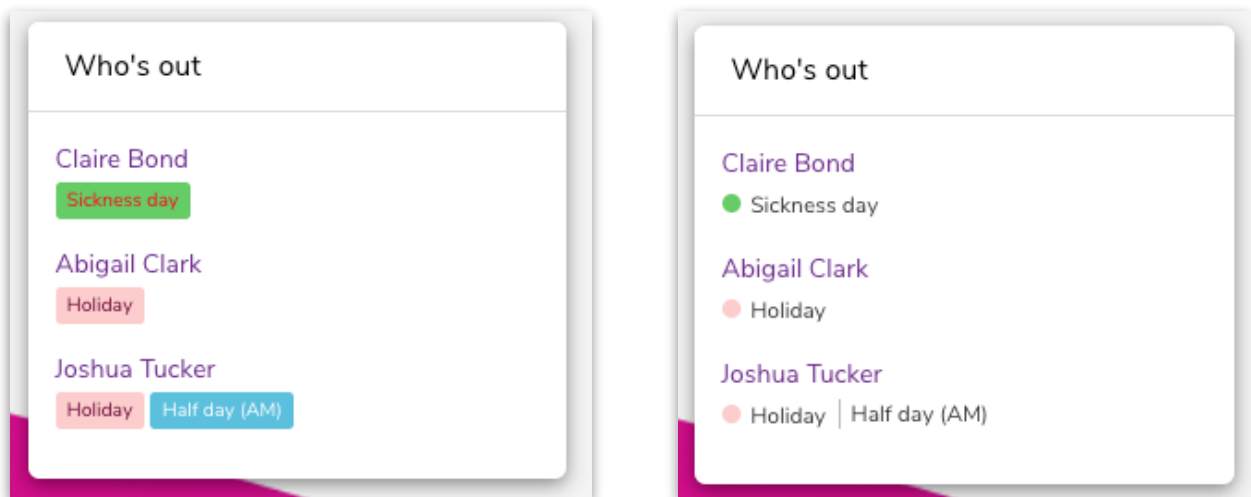 Who's out
Claire Bond
Sickness day
Abigail Clark
Holiday
Joshua Tucker
Holiday Half day (AM)
Who's out
Claire Bond
Sickness day
Abigail Clark
Holiday
Joshua Tucker
Holiday Half day (AM)